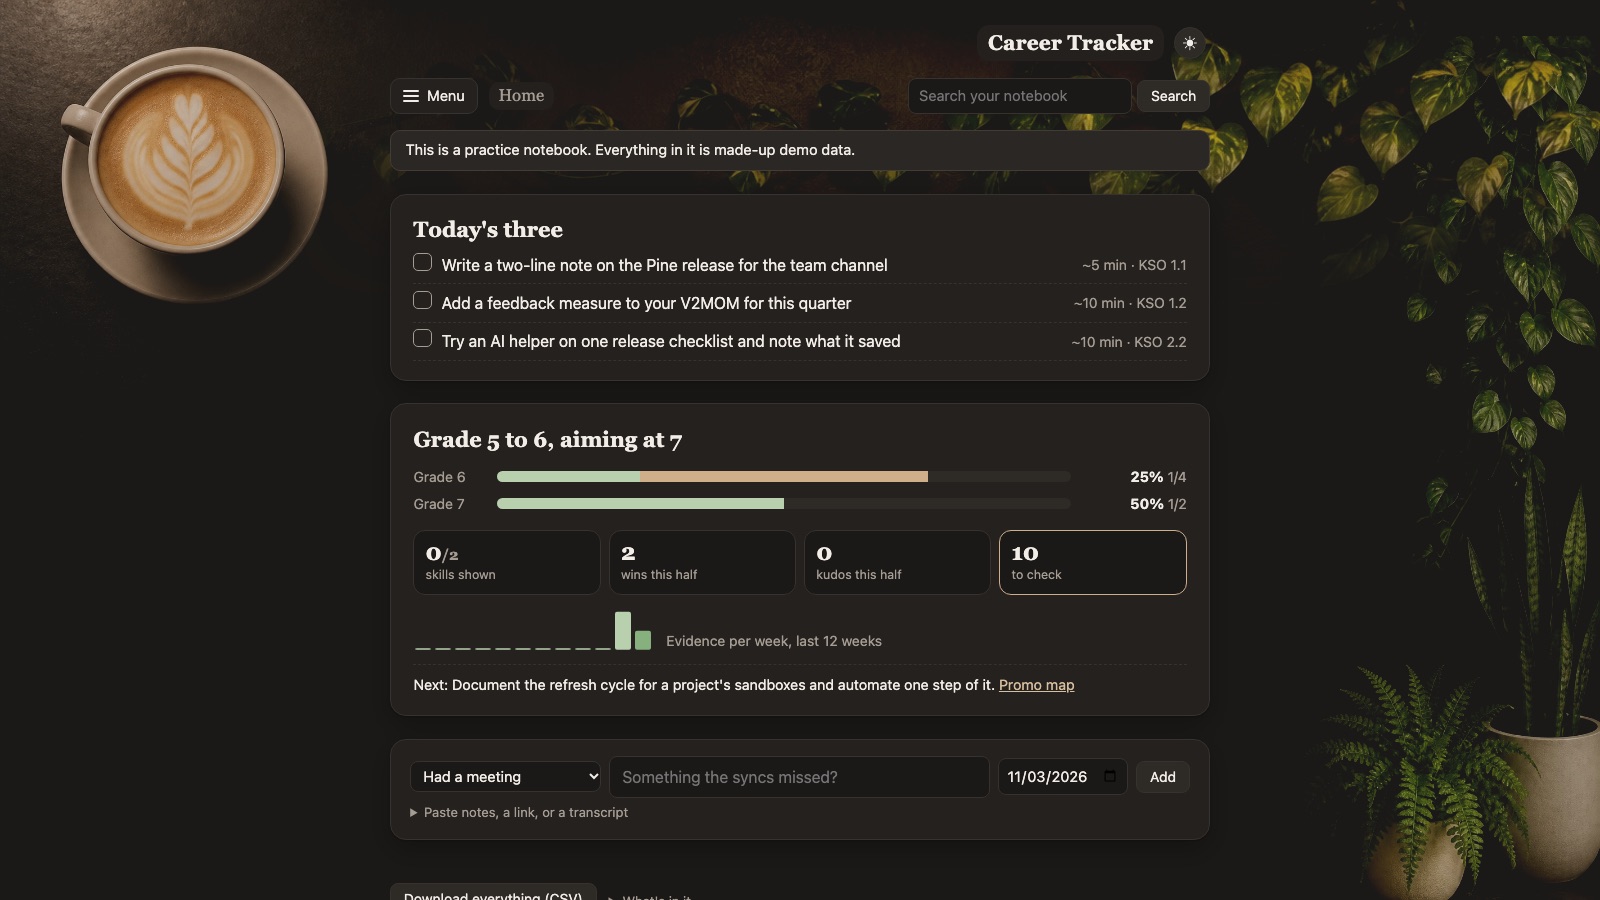 Career Tracker
Menu
Home
Search your notebook
Search
This is a practice notebook. Everything in it is made-up demo data.
Today's three
Write a two-line note on the Pine release for the team channel ~5 min · KSO 1.1
Add a feedback measure to your V2MOM for this quarter ~10 min · KSO 1.2
Try an AI helper on one release checklist and note what it saved ~10 min · KSO 2.2
Grade 5 to 6, aiming at 7
Grade 6 25% 1/4
Grade 7 50% 1/2
0/2
skills shown
2
wins this half
0
kudos this half
10
to check
Evidence per week, last 12 weeks
Next: Document the refresh cycle for a project's sandboxes and automate one step of it. Promo map
Had a meeting
Something the syncs missed?
11/03/2026
Add
Paste notes, a link, or a transcript
Download everything (CSV)